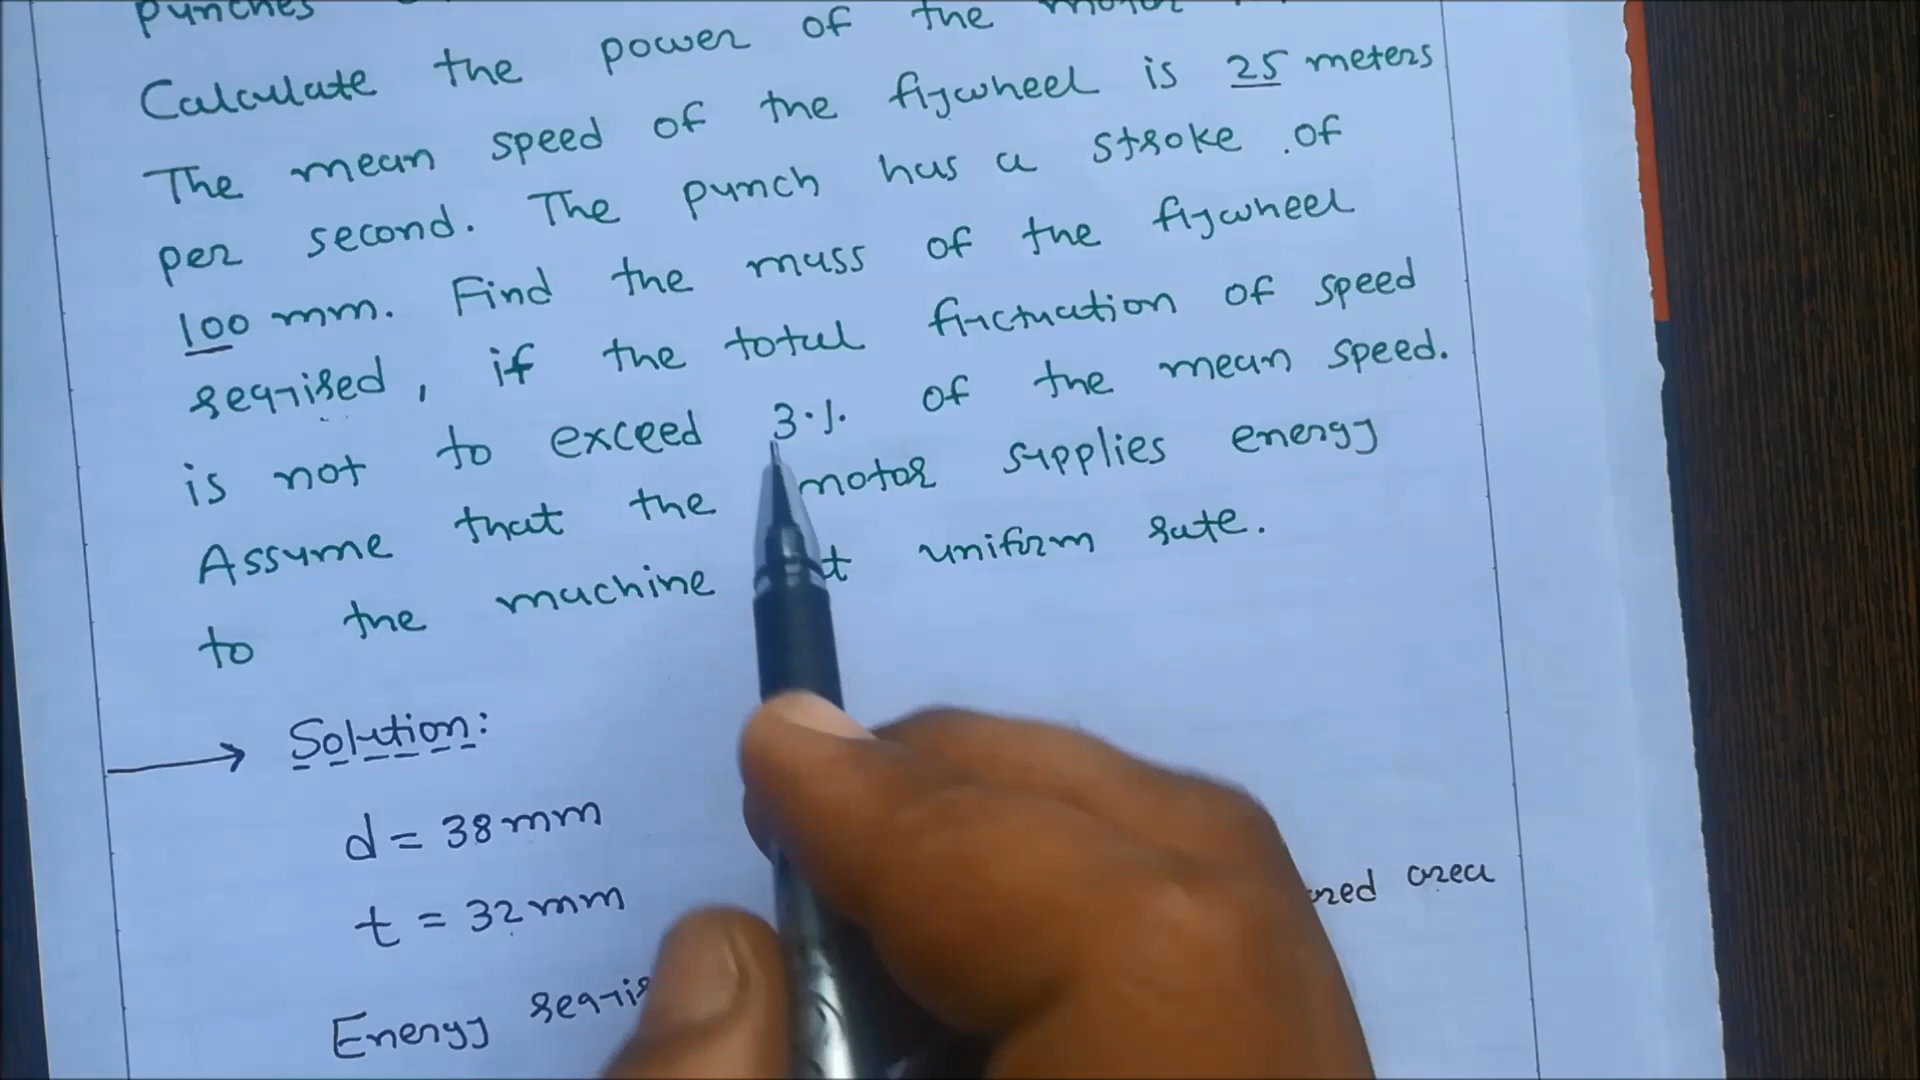 punches
Calculate the power of the motor
The mean speed of the flywheel is 25 meters
per second. The punch has a stroke of
100 mm. Find the mass of the flywheel
required, if the total fluctuation of speed
is not to exceed 3% of the mean speed.
Assume that the motor supplies energy
to the machine at uniform rate.
Solution:
d = 38 mm
t = 32 mm
area
Energy